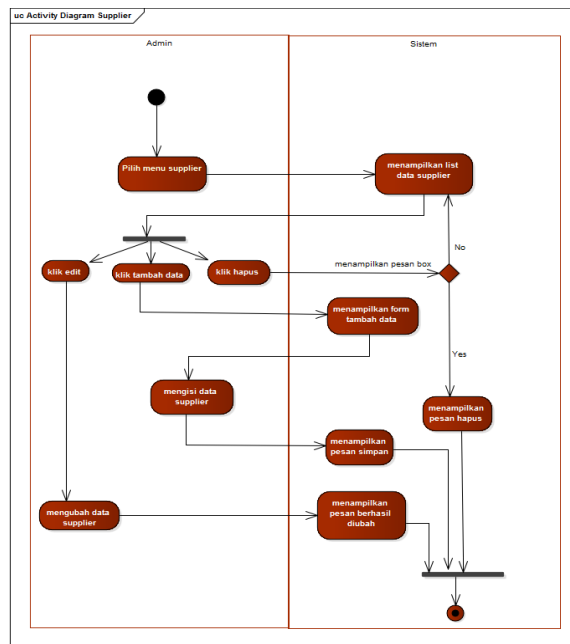 uc Activity Diagram Supplier
Admin
Sistem
Pilih menu supplier
menampilkan list
data supplier
No
menampilkan pesan box
klik edit
klik tambah data
klik hapus
menampilkan form
tambah data
Yes
mengisi data
supplier
menampilkan
pesan hapus
menampilkan
pesan simpan
mengubah data
supplier
menampilkan
pesan berhasil
diubah